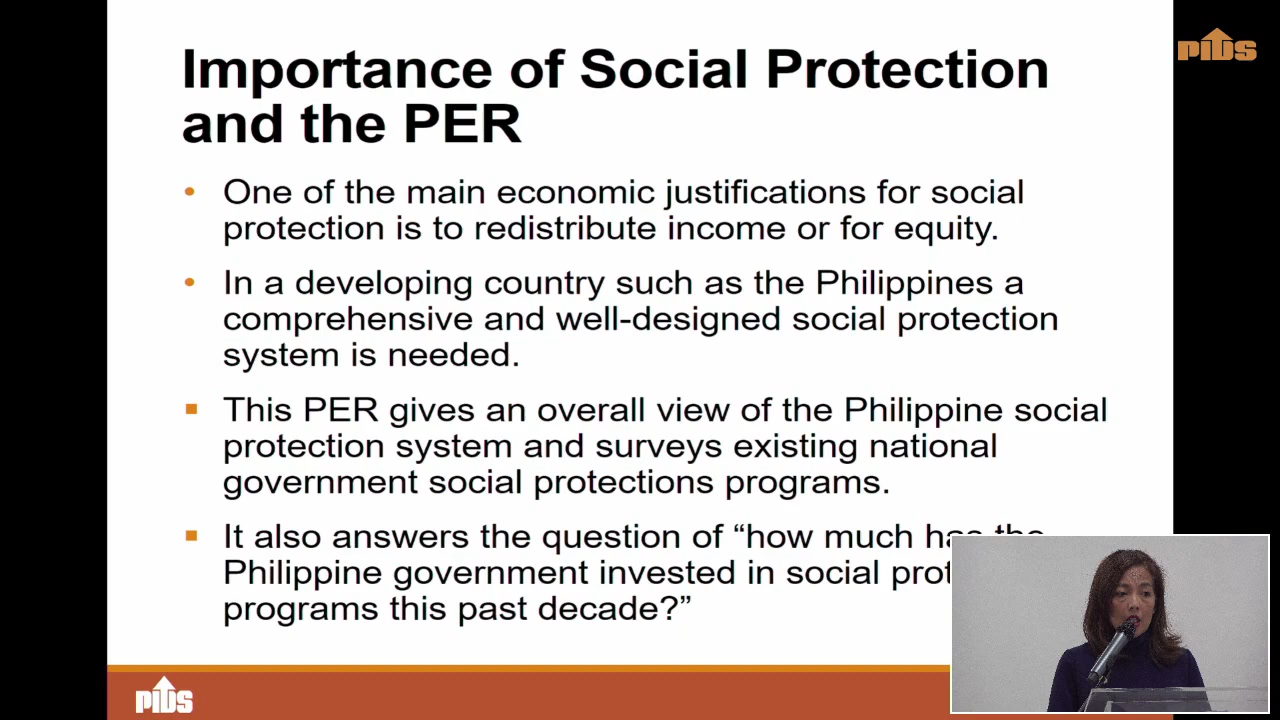 PIDS
Importance of Social Protection
and the PER
• One of the main economic justifications for social
protection is to redistribute income or for equity.
• In a developing country such as the Philippines a
comprehensive and well-designed social protection
system is needed.
▪ This PER gives an overall view of the Philippine social
protection system and surveys existing national
government social protections programs.
▪ It also answers the question of “how much has the
Philippine government invested in social prot
programs this past decade?”
PIDS